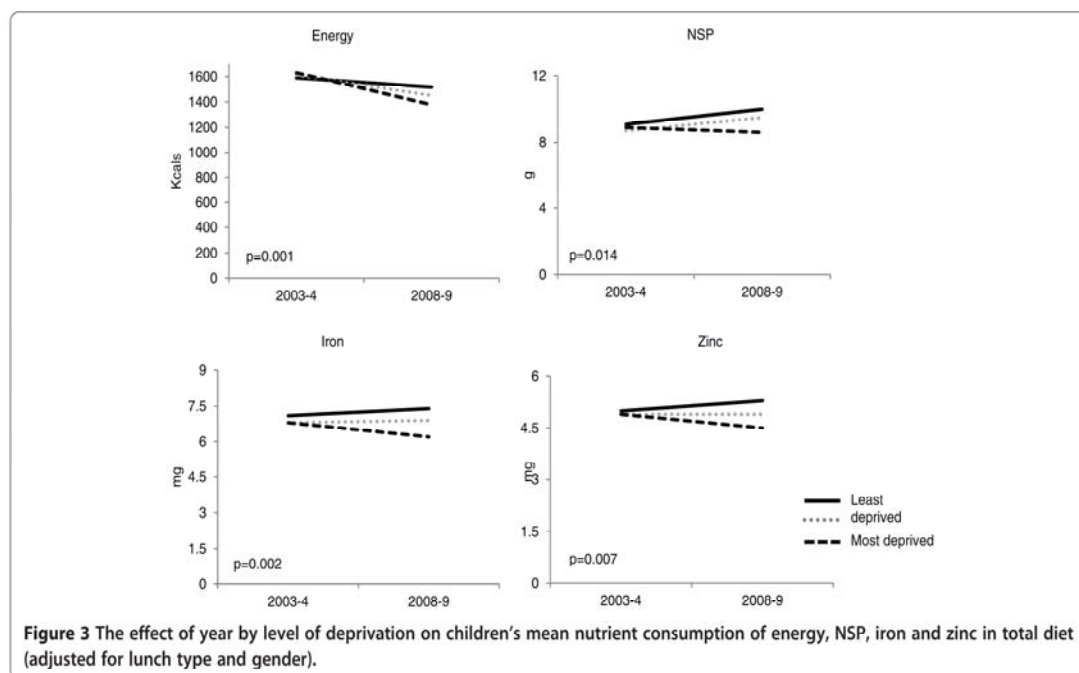 Energy
1600
1400
1200
1000
800
600
400
200
0
Kcals
p=0.001
2003-4 2008-9
NSP
12
8
4
0
g
p=0.014
2003-4 2008-9
Iron
9
7.5
6
4.5
3
1.5
0
mg
p=0.002
2003-4 2008-9
Zinc
6
4.5
3
1.5
0
mg
p=0.007
2003-4 2008-9
Least
deprived
Most deprived
Figure 3 The effect of year by level of deprivation on children's mean nutrient consumption of energy, NSP, iron and zinc in total diet
(adjusted for lunch type and gender).